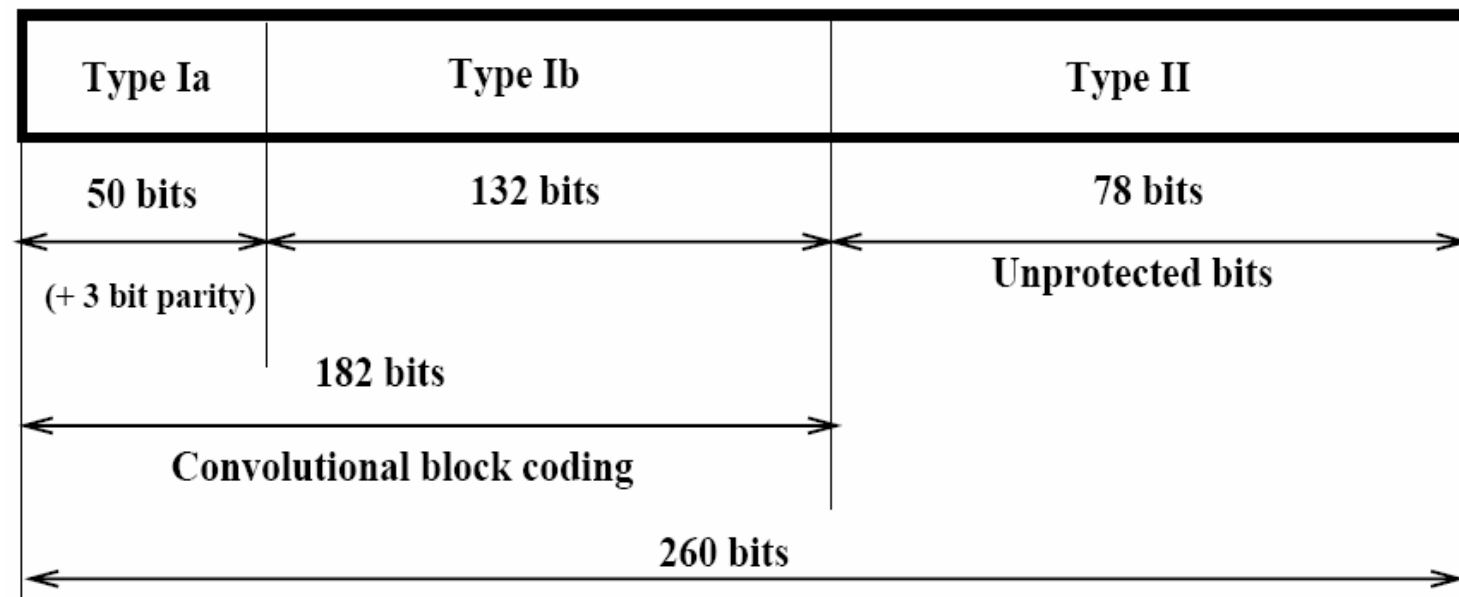 Type Ia Type Ib Type II
50 bits 132 bits 78 bits
(+ 3 bit parity) Unprotected bits
182 bits
Convolutional block coding
260 bits